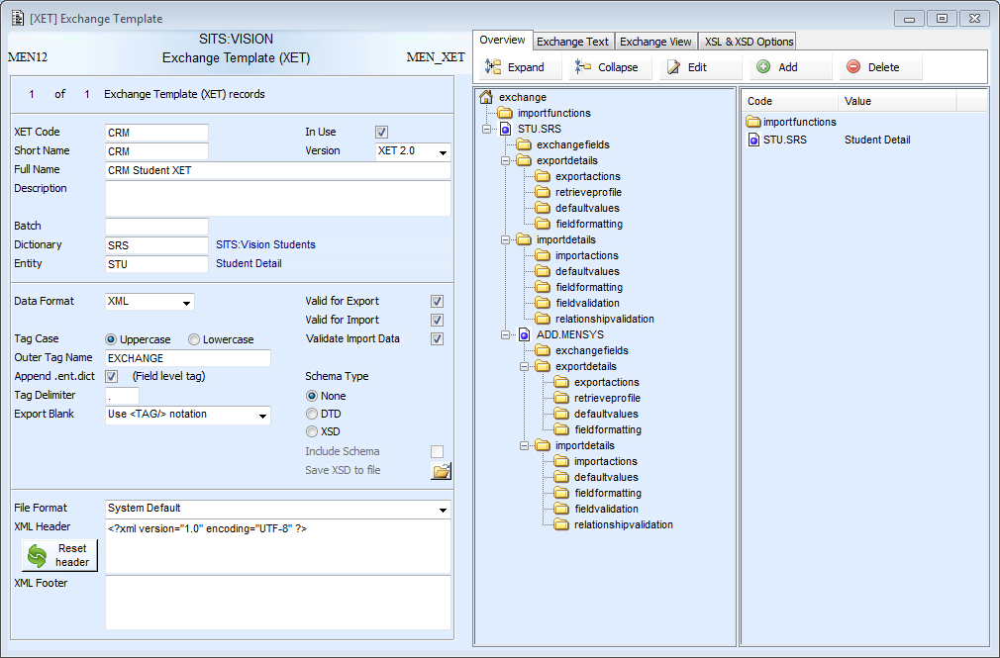 [XET] Exchange Template
SITS:VISION
MEN12 Exchange Template (XET) MEN_XET
1 of 1 Exchange Template (XET) records
XET Code CRM In Use
Short Name CRM Version XET 2.0
Full Name CRM Student XET
Description
Batch
Dictionary SRS SITS:Vision Students
Entity STU Student Detail
Data Format XML Valid for Export
Valid for Import
Tag Case Uppercase Lowercase Validate Import Data
Outer Tag Name EXCHANGE
Append .ent.dict (Field level tag) Schema Type
Tag Delimiter . None
Export Blank Use <TAG/> notation DTD
XSD
Include Schema
Save XSD to file
File Format System Default
XML Header <?xml version="1.0" encoding="UTF-8" ?>
Reset
header
XML Footer
Overview Exchange Text Exchange View XSL & XSD Options
Expand Collapse Edit Add Delete
exchange
importfunctions
STU.SRS
exchangefields
exportdetails
exportactions
retrieveprofile
defaultvalues
fieldformatting
importdetails
importactions
defaultvalues
fieldformatting
fieldvalidation
relationshipvalidation
ADD.MENSYS
exchangefields
exportdetails
exportactions
retrieveprofile
defaultvalues
fieldformatting
importdetails
importactions
defaultvalues
fieldformatting
fieldvalidation
relationshipvalidation
Code Value
importfunctions
STU.SRS Student Detail